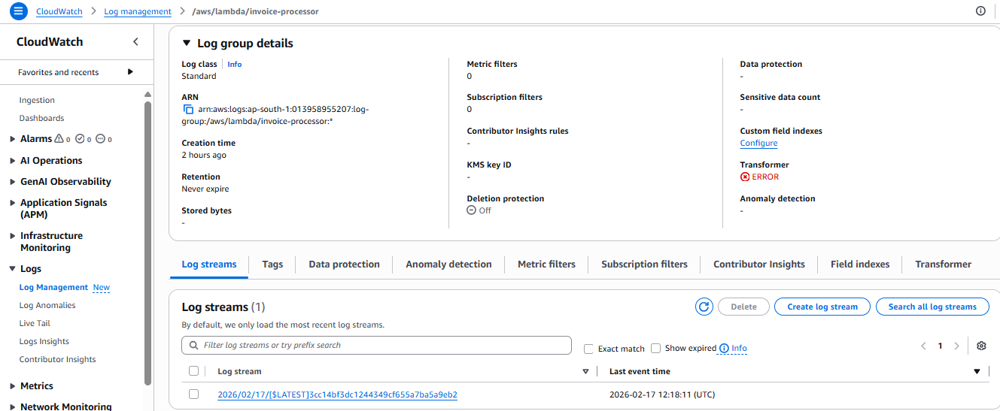 CloudWatch > Log management > /aws/lambda/invoice-processor
CloudWatch
Favorites and recents
Ingestion
Dashboards
Alarms 0 0 0
AI Operations
GenAI Observability
Application Signals
(APM)
Infrastructure
Monitoring
Logs
Log Management New
Log Anomalies
Live Tail
Logs Insights
Contributor Insights
Metrics
Network Monitoring
Log group details
Log class Info
Standard
ARN
arn:aws:logs:ap-south-1:013958955207:log-
group:/aws/lambda/invoice-processor:*
Creation time
2 hours ago
Retention
Never expire
Stored bytes
-
Metric filters
0
Subscription filters
0
Contributor Insights rules
-
KMS key ID
-
Deletion protection
Off
Data protection
-
Sensitive data count
-
Custom field indexes
Configure
Transformer
ERROR
Anomaly detection
-
Log streams Tags Data protection Anomaly detection Metric filters Subscription filters Contributor Insights Field indexes Transformer
Log streams (1)
Delete Create log stream Search all log streams
By default, we only load the most recent log streams.
Filter log streams or try prefix search Exact match Show expired Info 1
Log stream Last event time
2026/02/17/[$LATEST]3cc14bf3dc1244349cf655a7ba5a9eb2 2026-02-17 12:18:11 (UTC)